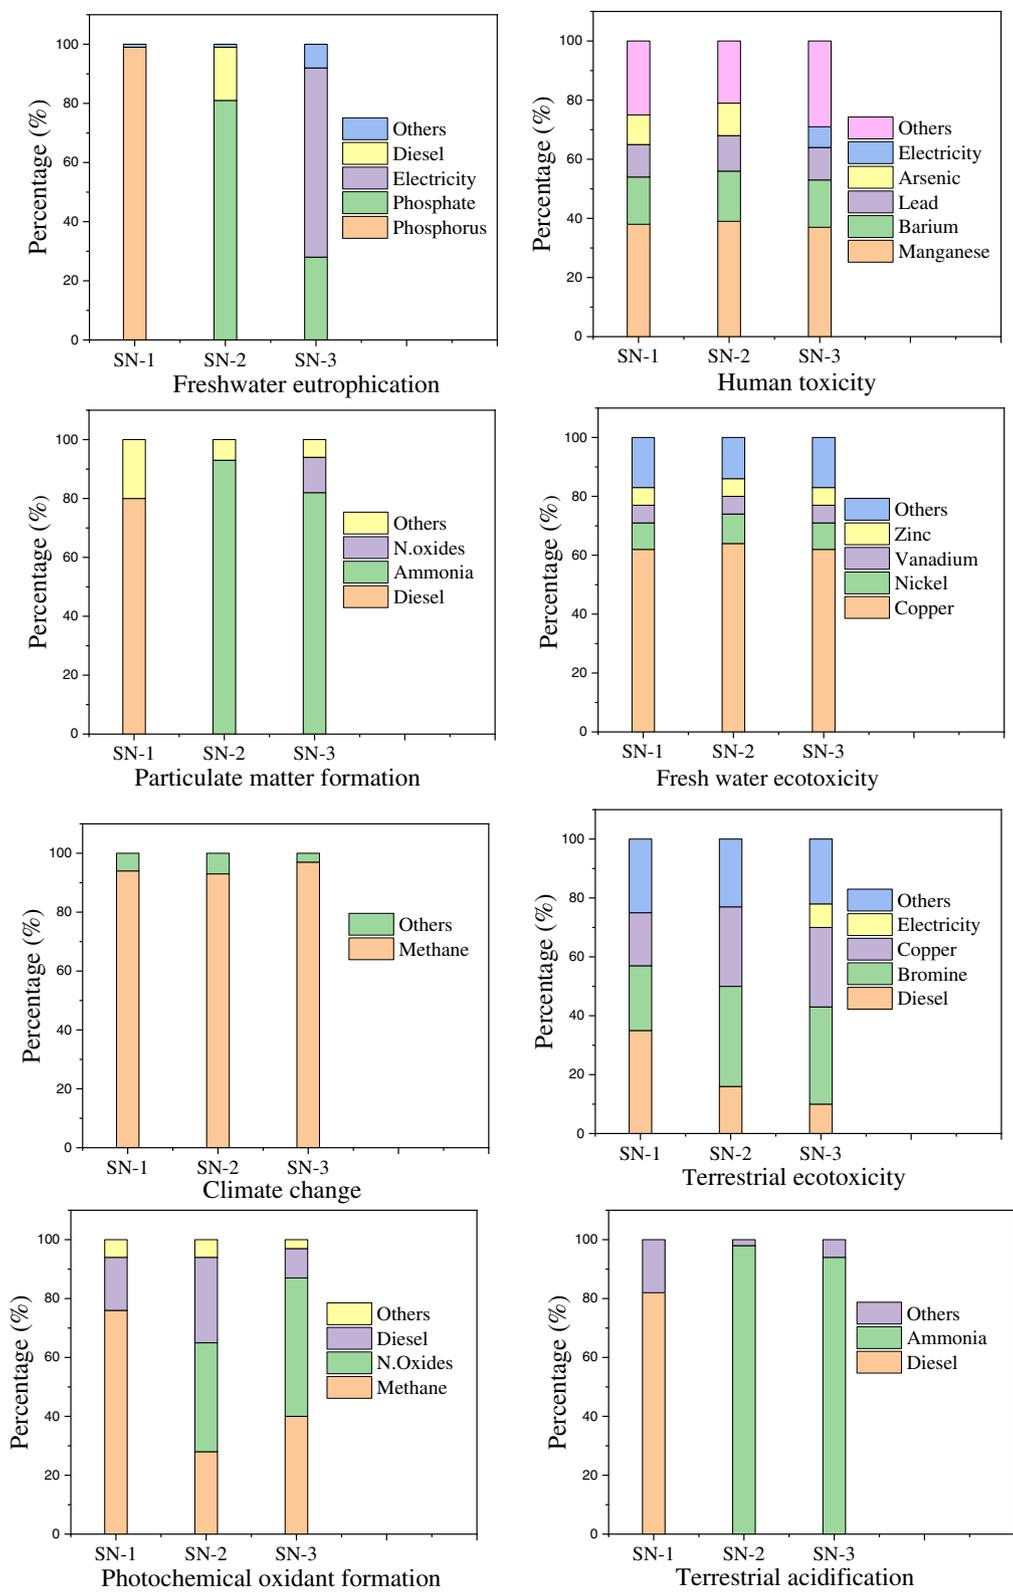 Percentage (%)
100
80
60
40
20
0
Others
Diesel
Electricity
Phosphate
Phosphorus
SN-1 SN-2 SN-3
Freshwater eutrophication
Percentage (%)
100
80
60
40
20
0
Others
Electricity
Arsenic
Lead
Barium
Manganese
SN-1 SN-2 SN-3
Human toxicity
Percentage (%)
100
80
60
40
20
0
Others
N.oxides
Ammonia
Diesel
SN-1 SN-2 SN-3
Particulate matter formation
Percentage (%)
100
80
60
40
20
0
Others
Zinc
Vanadium
Nickel
Copper
SN-1 SN-2 SN-3
Fresh water ecotoxicity
Percentage (%)
100
80
60
40
20
0
Others
Methane
SN-1 SN-2 SN-3
Climate change
Percentage (%)
100
80
60
40
20
0
Others
Electricity
Copper
Bromine
Diesel
SN-1 SN-2 SN-3
Terrestrial ecotoxicity
Percentage (%)
100
80
60
40
20
0
Others
Diesel
N.Oxides
Methane
SN-1 SN-2 SN-3
Photochemical oxidant formation
Percentage (%)
100
80
60
40
20
0
Others
Ammonia
Diesel
SN-1 SN-2 SN-3
Terrestrial acidification